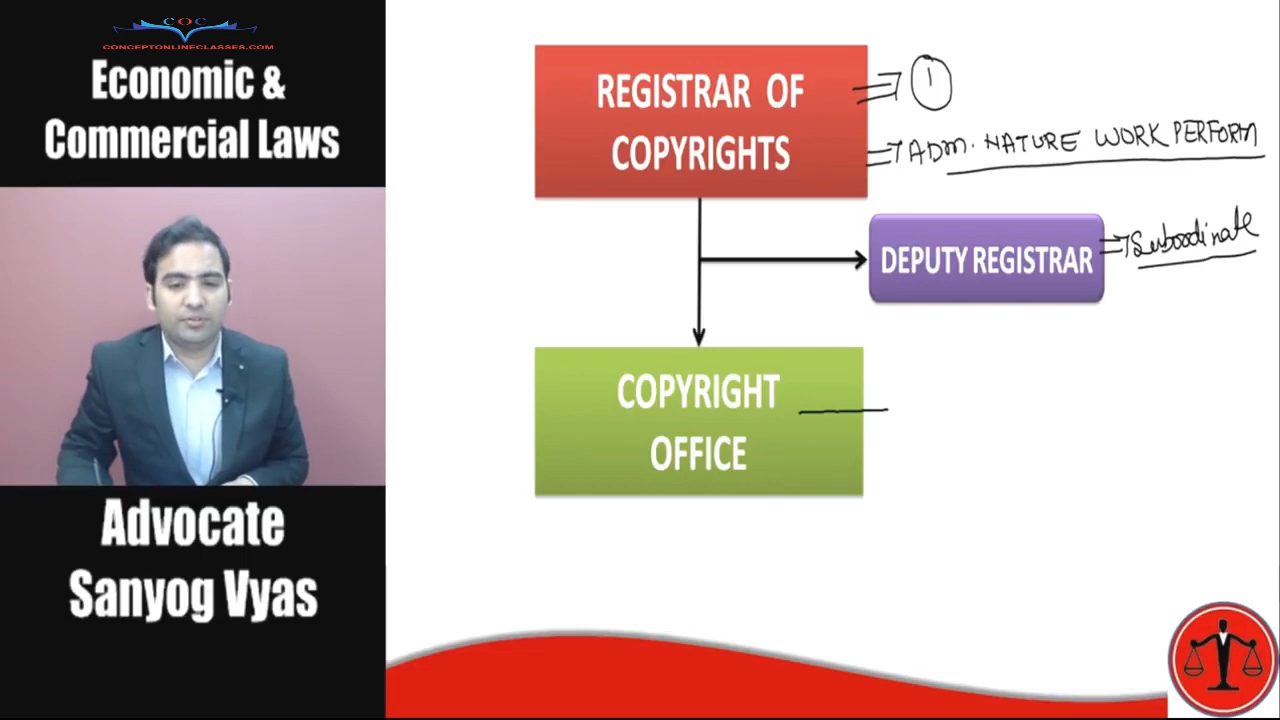 COC
CONCEPTONLINECLASSES.COM
Economic &
Commercial Laws
Advocate
Sanyog Vyas
REGISTRAR OF
COPYRIGHTS
1
ADM. NATURE WORK PERFORM
DEPUTY REGISTRAR
Subordinate
COPYRIGHT
OFFICE